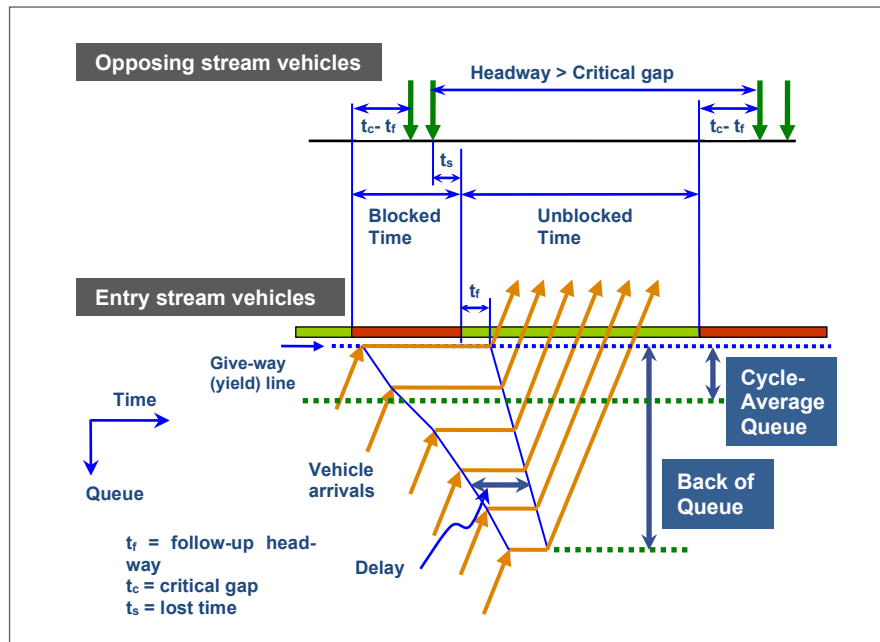 Opposing stream vehicles
Headway > Critical gap
tc- tf
tc- tf
ts
Blocked
Time
Unblocked
Time
tf
Entry stream vehicles
Give-way
(yield) line
Time
Cycle-
Average
Queue
Vehicle
arrivals
Queue
Back of
Queue
Delay
tf = follow-up head-
way
tc = critical gap
ts = lost time